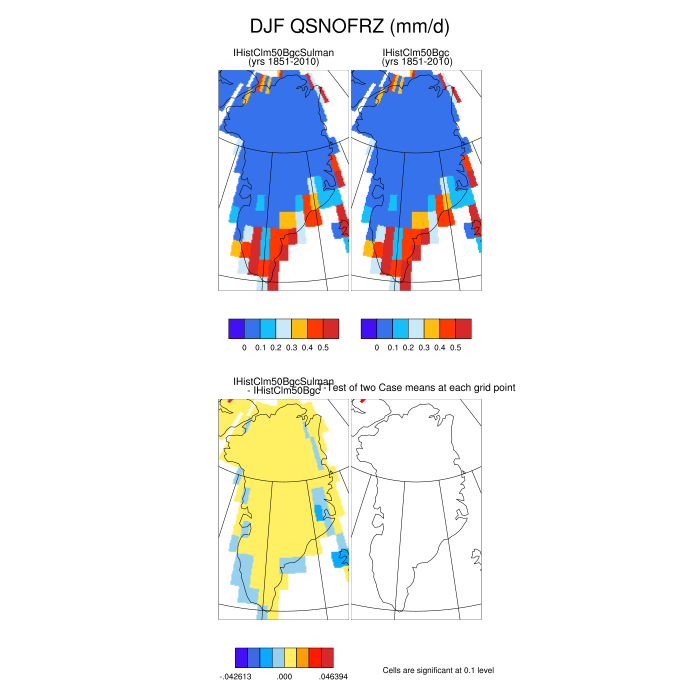 DJF QSNOFRZ (mm/d)
IHistClm50BgcSulman
(yrs 1851-2010)
IHistClm50Bgc
(yrs 1851-2010)
0 0.1 0.2 0.3 0.4 0.5
0 0.1 0.2 0.3 0.4 0.5
IHistClm50BgcSulman
- IHistClm50Bgc
T-Test of two Case means at each grid point
-.042613 .000 .046394
Cells are significant at 0.1 level